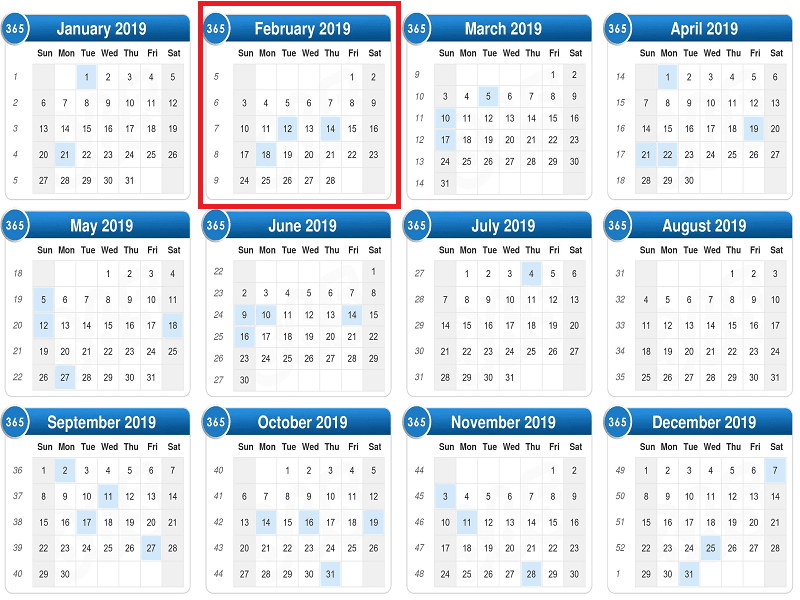 365 January 2019
Sun Mon Tue Wed Thu Fri Sat
1 1 2 3 4 5
2 6 7 8 9 10 11 12
3 13 14 15 16 17 18 19
4 20 21 22 23 24 25 26
5 27 28 29 30 31
365 February 2019
Sun Mon Tue Wed Thu Fri Sat
5 1 2
6 3 4 5 6 7 8 9
7 10 11 12 13 14 15 16
8 17 18 19 20 21 22 23
9 24 25 26 27 28
365 March 2019
Sun Mon Tue Wed Thu Fri Sat
9 1 2
10 3 4 5 6 7 8 9
11 10 11 12 13 14 15 16
12 17 18 19 20 21 22 23
13 24 25 26 27 28 29 30
14 31
365 April 2019
Sun Mon Tue Wed Thu Fri Sat
14 1 2 3 4 5 6
15 7 8 9 10 11 12 13
16 14 15 16 17 18 19 20
17 21 22 23 24 25 26 27
18 28 29 30
365 May 2019
Sun Mon Tue Wed Thu Fri Sat
18 1 2 3 4
19 5 6 7 8 9 10 11
20 12 13 14 15 16 17 18
21 19 20 21 22 23 24 25
22 26 27 28 29 30 31
365 June 2019
Sun Mon Tue Wed Thu Fri Sat
22 1
23 2 3 4 5 6 7 8
24 9 10 11 12 13 14 15
25 16 17 18 19 20 21 22
26 23 24 25 26 27 28 29
27 30
365 July 2019
Sun Mon Tue Wed Thu Fri Sat
27 1 2 3 4 5 6
28 7 8 9 10 11 12 13
29 14 15 16 17 18 19 20
30 21 22 23 24 25 26 27
31 28 29 30 31
365 August 2019
Sun Mon Tue Wed Thu Fri Sat
31 1 2 3
32 4 5 6 7 8 9 10
33 11 12 13 14 15 16 17
34 18 19 20 21 22 23 24
35 25 26 27 28 29 30 31
365 September 2019
Sun Mon Tue Wed Thu Fri Sat
36 1 2 3 4 5 6 7
37 8 9 10 11 12 13 14
38 15 16 17 18 19 20 21
39 22 23 24 25 26 27 28
40 29 30
365 October 2019
Sun Mon Tue Wed Thu Fri Sat
40 1 2 3 4 5
41 6 7 8 9 10 11 12
42 13 14 15 16 17 18 19
43 20 21 22 23 24 25 26
44 27 28 29 30 31
365 November 2019
Sun Mon Tue Wed Thu Fri Sat
44 1 2
45 3 4 5 6 7 8 9
46 10 11 12 13 14 15 16
47 17 18 19 20 21 22 23
48 24 25 26 27 28 29 30
365 December 2019
Sun Mon Tue Wed Thu Fri Sat
49 1 2 3 4 5 6 7
50 8 9 10 11 12 13 14
51 15 16 17 18 19 20 21
52 22 23 24 25 26 27 28
1 29 30 31